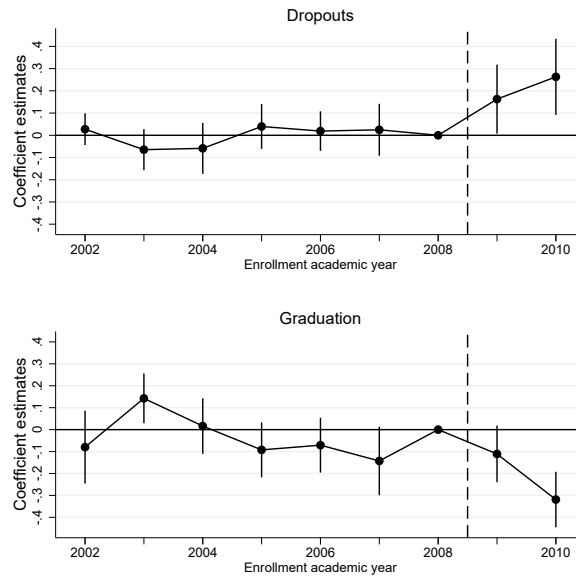 Dropouts
Coefficient estimates
.4
.3
.2
.1
0
-.1
-.2
-.3
-.4
2002 2004 2006 2008 2010
Enrollment academic year
Graduation
Coefficient estimates
.4
.3
.2
.1
0
-.1
-.2
-.3
-.4
2002 2004 2006 2008 2010
Enrollment academic year